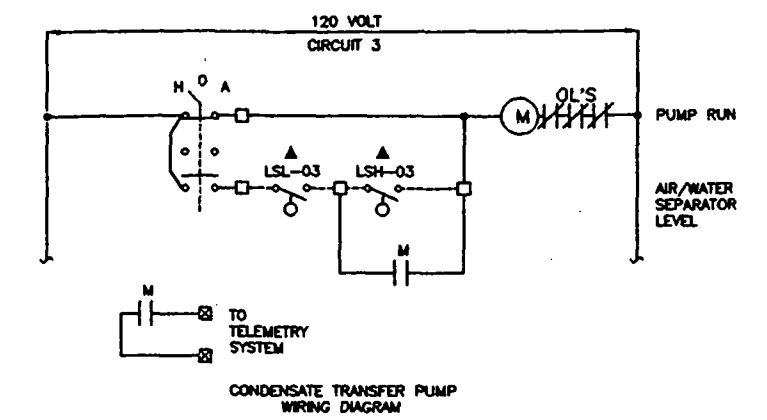 120 VOLT
CIRCUIT 3
H O A
OL'S
M
PUMP RUN
LSL-03
LSH-03
AIR/WATER
SEPARATOR
LEVEL
M
M
TO
TELEMETRY
SYSTEM
CONDENSATE TRANSFER PUMP
WIRING DIAGRAM